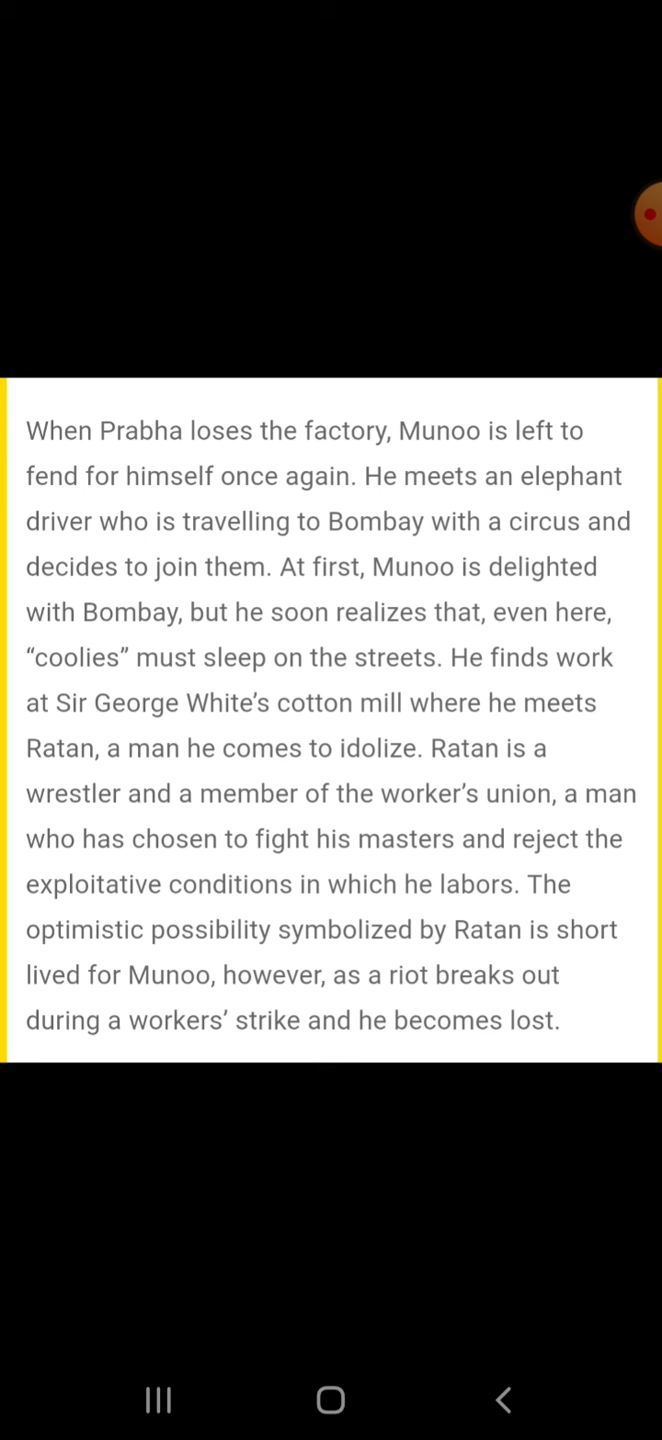 When Prabha loses the factory, Munoo is left to
fend for himself once again. He meets an elephant
driver who is travelling to Bombay with a circus and
decides to join them. At first, Munoo is delighted
with Bombay, but he soon realizes that, even here,
“coolies” must sleep on the streets. He finds work
at Sir George White’s cotton mill where he meets
Ratan, a man he comes to idolize. Ratan is a
wrestler and a member of the worker’s union, a man
who has chosen to fight his masters and reject the
exploitative conditions in which he labors. The
optimistic possibility symbolized by Ratan is short
lived for Munoo, however, as a riot breaks out
during a workers’ strike and he becomes lost.